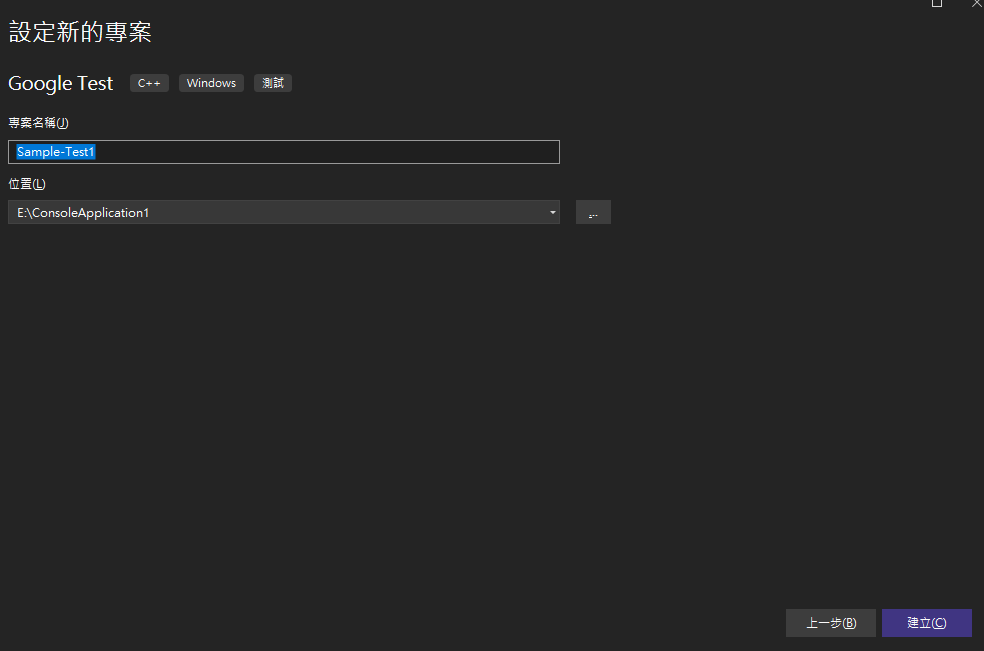 設定新的專案
Google Test C++ Windows 測試
專案名稱(J)
Sample-Test1
位置(L)
E:\ConsoleApplication1
...
上一步(B) 建立(C)